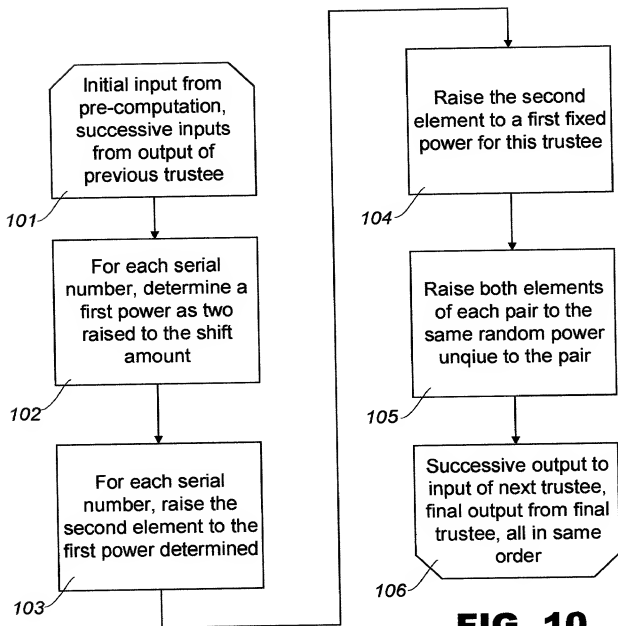 Initial input from
pre-computation,
successive inputs
from output of
previous trustee
101
For each serial
number, determine a
first power as two
raised to the shift
amount
102
For each serial
number, raise the
second element to the
first power determined
103
Raise the second
element to a first fixed
power for this trustee
104
Raise both elements
of each pair to the
same random power
unqiue to the pair
105
Successive output to
input of next trustee,
final output from final
trustee, all in same
order
106
FIG. 10